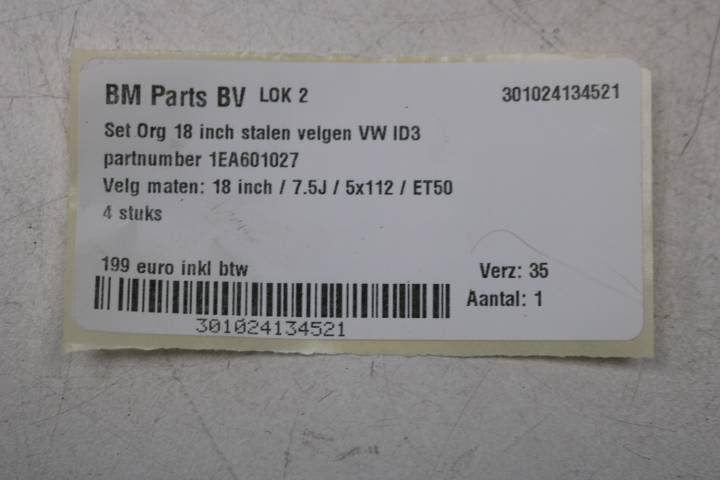 BM Parts BV LOK 2 301024134521
Set Org 18 inch stalen velgen VW ID3
partnumber 1EA601027
Velg maten: 18 inch / 7.5J / 5x112 / ET50
4 stuks
199 euro inkl btw Verz: 35
Aantal: 1
301024134521